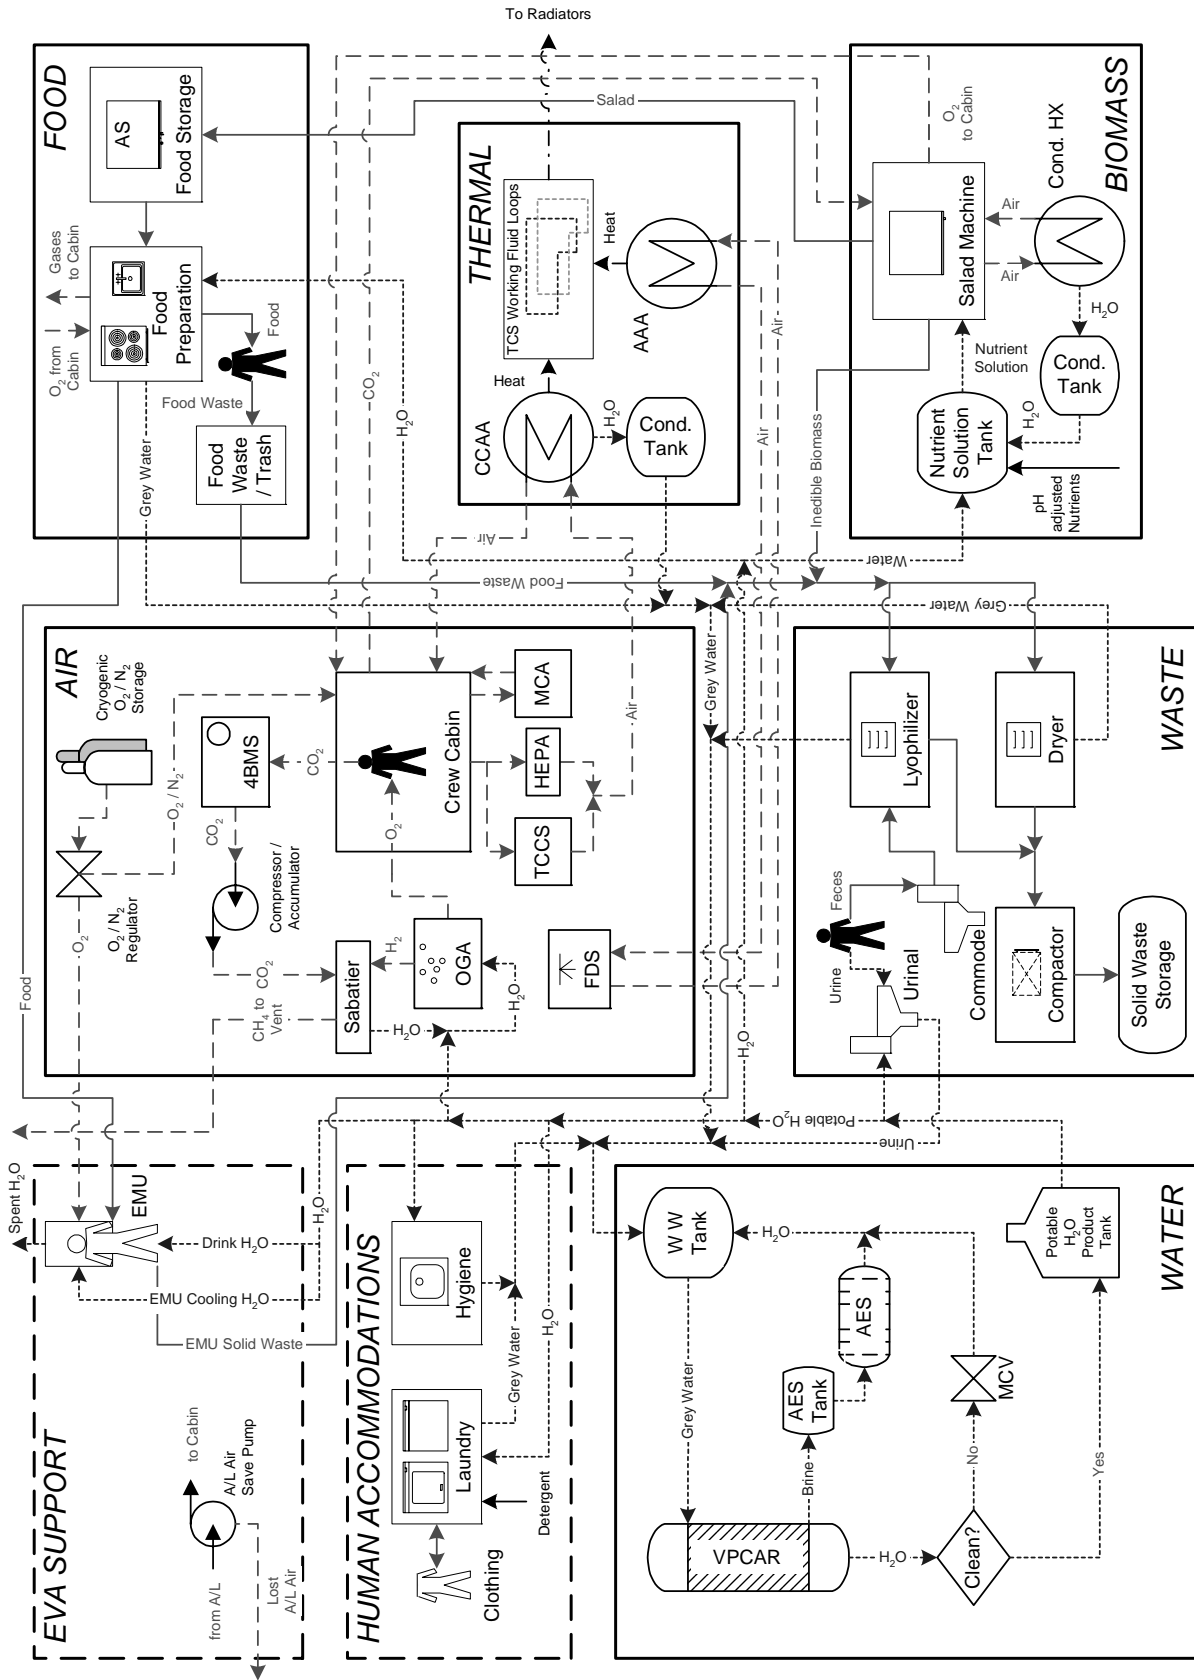 To Radiators
FOOD
AS
Food Storage
Gases
to Cabin
O2 from
Cabin
Food
Preparation
Food
Food Waste
Food
Waste
/ Trash
Grey Water
H2O
CO2
Salad
THERMAL
TCS Working Fluid Loops
Heat
Heat
AAA
CCAA
H2O
Cond.
Tank
Air
Air
Air
BIOMASS
O2
to Cabin
Cond. HX
Salad Machine
Air
Air
H2O
Cond.
Tank
H2O
Nutrient
Solution
Nutrient
Solution
Tank
pH
adjusted
Nutrients
Inedible Biomass
Water
Food Waste
Grey Water
Grey Water
AIR
Cryogenic
O2 / N2
Storage
O2 / N2
O2
O2 / N2
Regulator
4BMS
CO2
CO2
Compressor /
Accumulator
CO2
Crew Cabin
O2
MCA
HEPA
TCCS
Air
Sabatier
H2
OGA
H2O
H2O
CH4 to
Vent
FDS
Food
H2O
WASTE
Lyophilizer
Dryer
Feces
Urine
Commode
Urinal
Compactor
Solid Waste
Storage
Potable H2O
Urine
EVA SUPPORT
Spent H2O
EMU
Drink H2O
H2O
EMU Cooling H2O
EMU Solid Waste
to Cabin
A/L Air
Save Pump
from A/L
Lost
A/L Air
HUMAN ACCOMMODATIONS
Hygiene
Grey Water
H2O
Laundry
Detergent
Clothing
WATER
W W
Tank
H2O
Potable
H2O
Product
Tank
Grey Water
AES
AES
Tank
MCV
Brine
No
Yes
VPCAR
H2O
Clean?